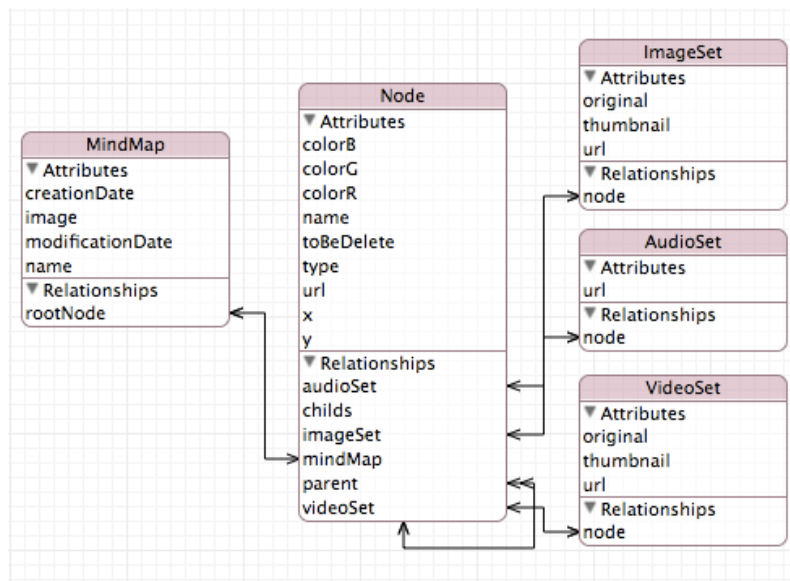 MindMap
Attributes
creationDate
image
modificationDate
name
Relationships
rootNode
Node
Attributes
colorB
colorG
colorR
name
toBeDelete
type
url
x
y
Relationships
audioSet
childs
imageSet
mindMap
parent
videoSet
ImageSet
Attributes
original
thumbnail
url
Relationships
node
AudioSet
Attributes
url
Relationships
node
VideoSet
Attributes
original
thumbnail
url
Relationships
node